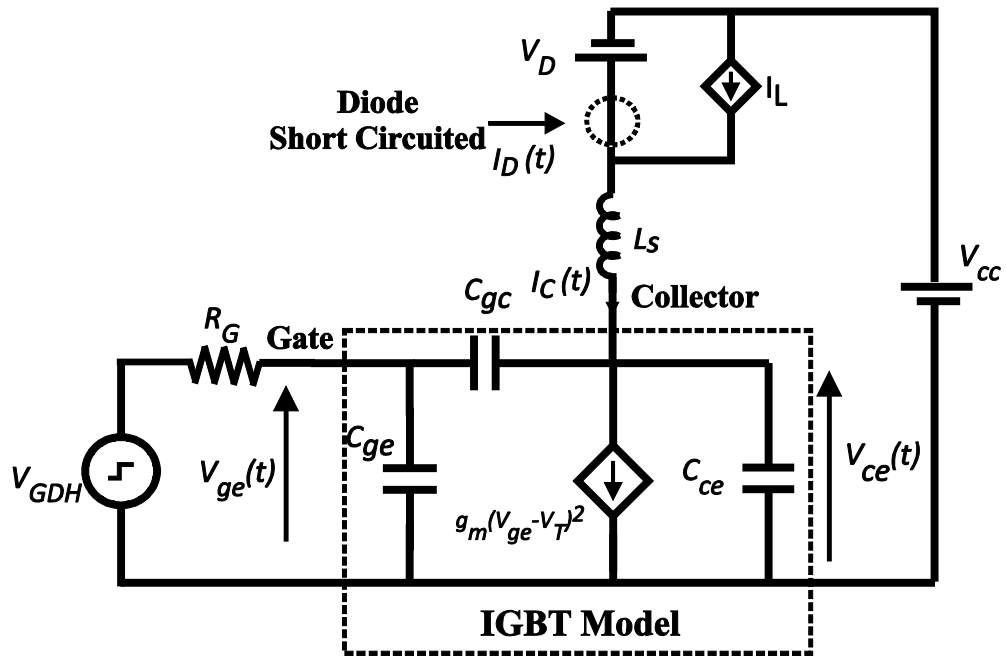 V_D
I_L
Diode
Short Circuited
I_D(t)
L_S
V_cc
I_C(t)
C_gc
Collector
R_G
Gate
C_ge
V_GDH
V_ge(t)
g_m(V_ge-V_T)^2
C_ce
V_ce(t)
IGBT Model